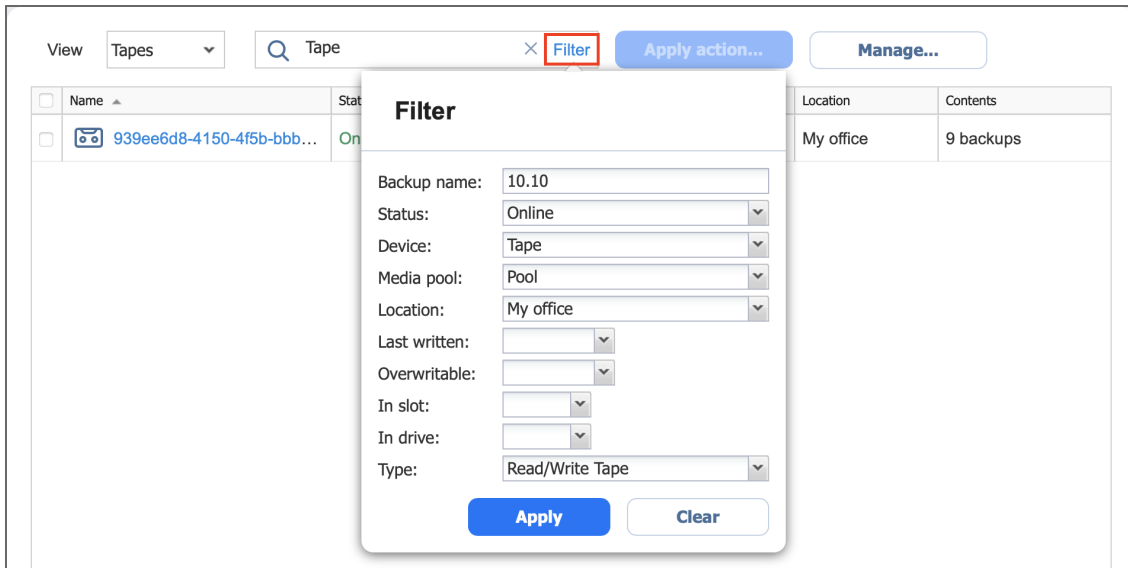 View Tapes Tape Filter Apply action... Manage...
Name Stat Location Contents
939ee6d8-4150-4f5b-bbb... On My office 9 backups
Filter
Backup name: 10.10
Status: Online
Device: Tape
Media pool: Pool
Location: My office
Last written:
Overwritable:
In slot:
In drive:
Type: Read/Write Tape
Apply Clear